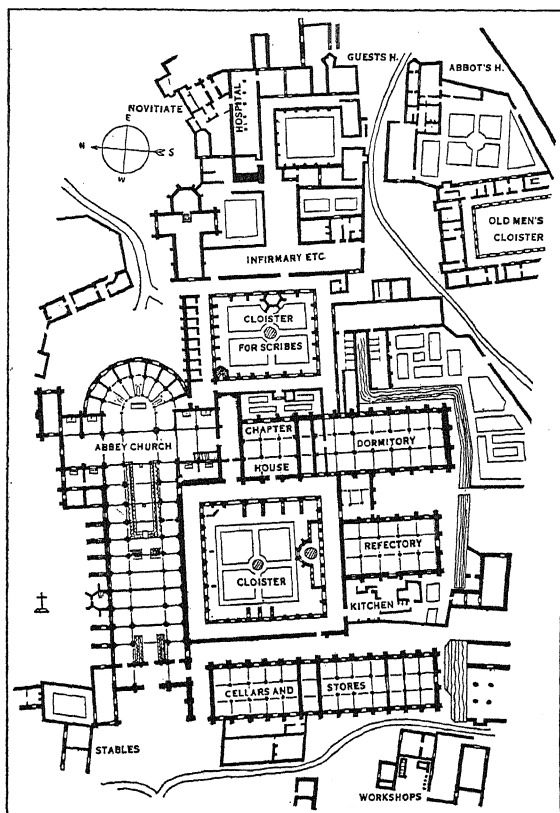 GUESTS H.
ABBOT'S H.
NOVITIATE
HOSPITAL
E
N
S
W
OLD MEN'S
CLOISTER
INFIRMARY ETC
CLOISTER
FOR SCRIBES
ABBEY CHURCH
CHAPTER
HOUSE
DORMITORY
REFECTORY
CLOISTER
KITCHEN
CELLARS AND STORES
STABLES
WORKSHOPS